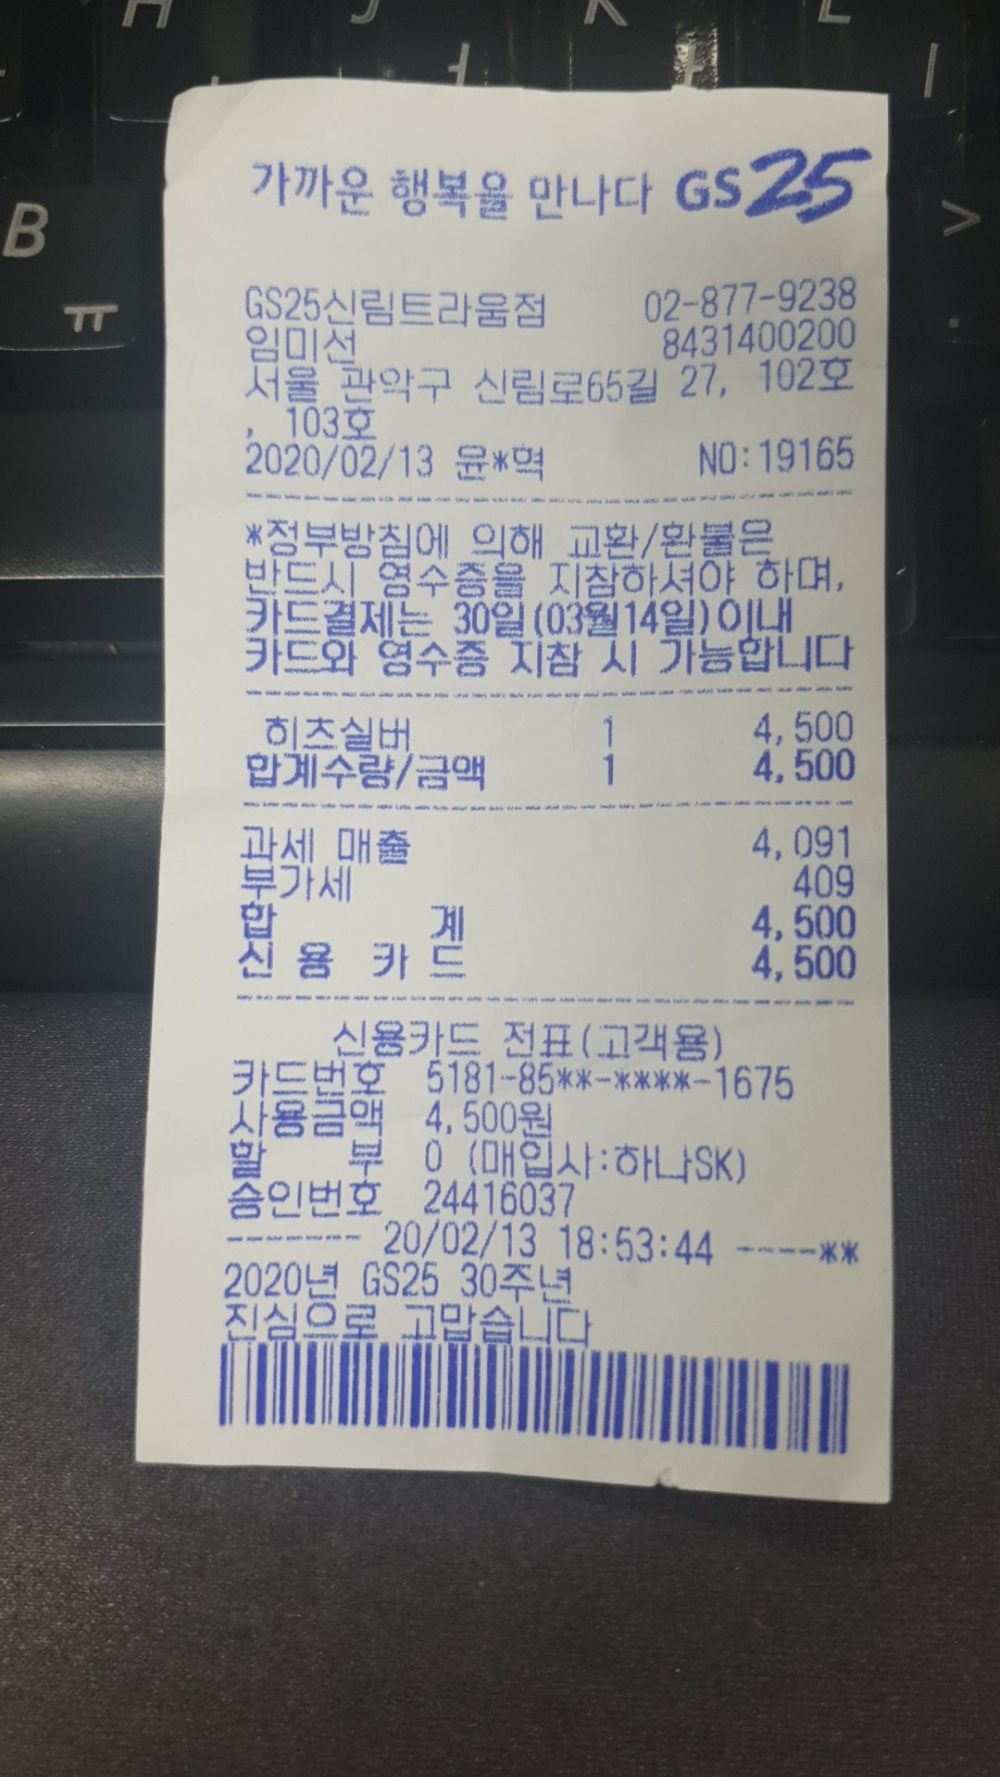 H J K L
ㅓ ㅏ ㅣ
B
ㅠ
>
.
가까운 행복을 만나다 GS25
GS25신림트라움점 02-877-9238
임미선 8431400200
서울 관악구 신림로65길 27, 102호
, 103호
2020/02/13 윤*혁 NO:19165
*정부방침에 의해 교환/환불은
반드시 영수증을 지참하셔야 하며,
카드결제는 30일(03월14일)이내
카드와 영수증 지참 시 가능합니다
히츠실버 1 4,500
합계수량/금액 1 4,500
과세 매출 4,091
부가세 409
합 계 4,500
신 용 카 드 4,500
신용카드 전표(고객용)
카드번호 5181-85**-****-1675
사용금액 4,500원
할 부 0 (매입사:하나SK)
승인번호 24416037
------- 20/02/13 18:53:44 ----**
2020년 GS25 30주년
진심으로 고맙습니다